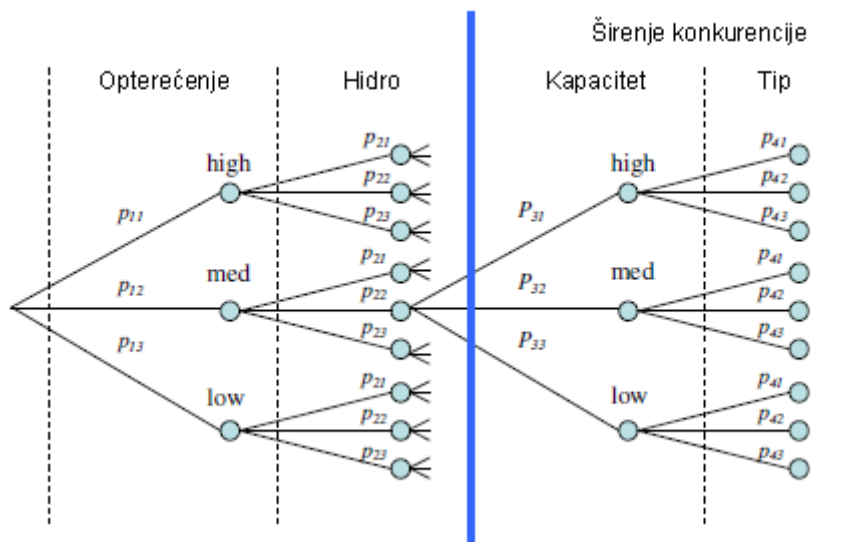 Širenje konkurencije
Opterećenje Hidro Kapacitet Tip
p21 p41
high p22 high p42
p11 p23 P31 p43
p21 p41
med p22 med p42
p12 p23 P32 p43
p13 P33
p21 p41
low p22 low p42
p23 p43